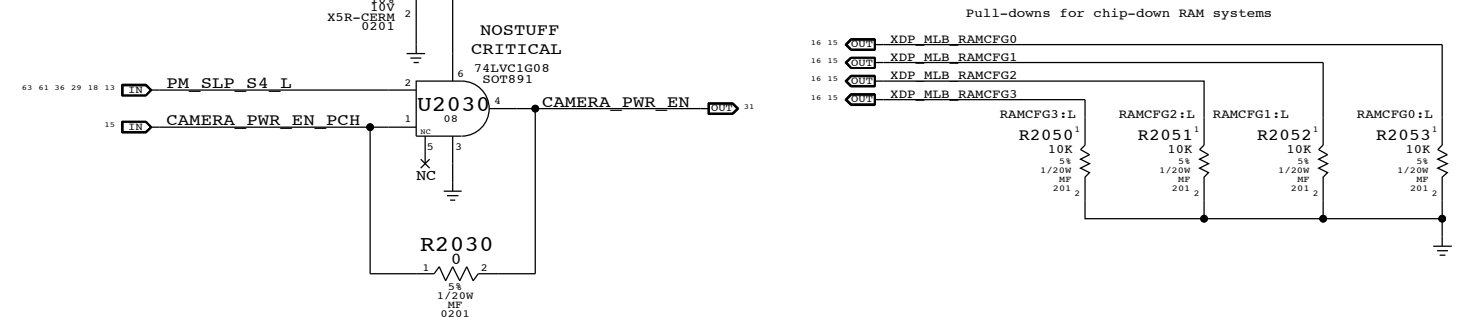 10V
X5R-CERM 2
0201
NOSTUFF
CRITICAL
74LVC1G08
SOT891
6
63 61 36 29 18 13 IN PM_SLP_S4_L 2
U2030 4 CAMERA_PWR_EN OUT 31
08
15 IN CAMERA_PWR_EN_PCH 1
NC
5 3
NC
R2030
0
1 2
5%
1/20W
MF
0201
Pull-downs for chip-down RAM systems
16 15 OUT XDP_MLB_RAMCFG0
16 15 OUT XDP_MLB_RAMCFG1
16 15 OUT XDP_MLB_RAMCFG2
16 15 OUT XDP_MLB_RAMCFG3
RAMCFG3:L RAMCFG2:L RAMCFG1:L RAMCFG0:L
R2050 1 R2051 1 R2052 1 R2053 1
10K 10K 10K 10K
5% 5% 5% 5%
1/20W 1/20W 1/20W 1/20W
MF MF MF MF
201 2 201 2 201 2 201 2